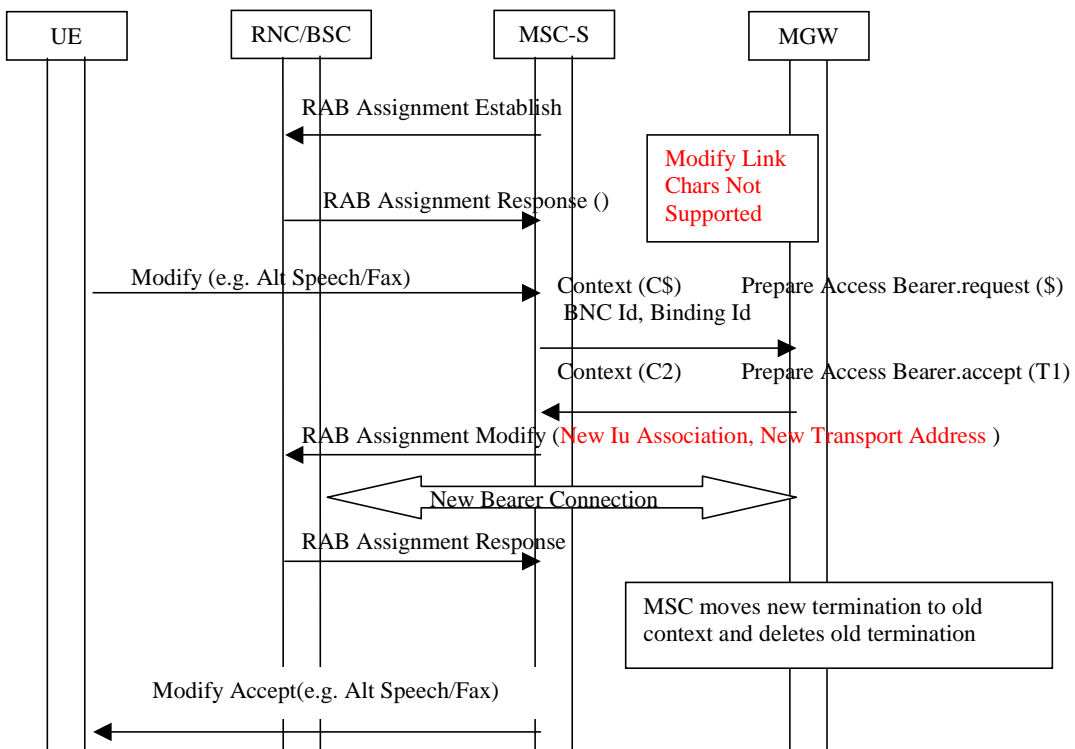 UE
RNC/BSC
MSC-S
MGW
RAB Assignment Establish
Modify Link
Chars Not
Supported
RAB Assignment Response ()
Modify (e.g. Alt Speech/Fax)
Context (C$)
Prepare Access Bearer.request ($)
BNC Id, Binding Id
Context (C2)
Prepare Access Bearer.accept (T1)
RAB Assignment Modify (New Iu Association, New Transport Address )
New Bearer Connection
RAB Assignment Response
MSC moves new termination to old
context and deletes old termination
Modify Accept(e.g. Alt Speech/Fax)